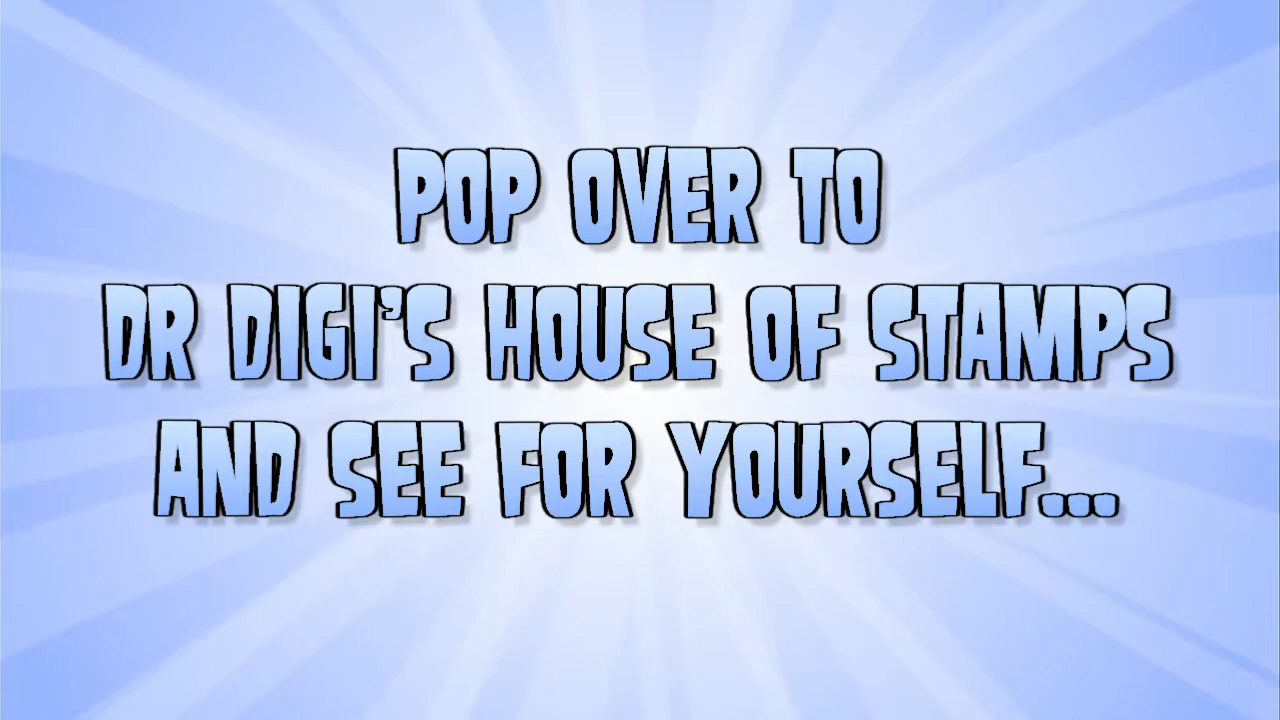 POP OVER TO
DR DIGI'S HOUSE OF STAMPS
AND SEE FOR YOURSELF...